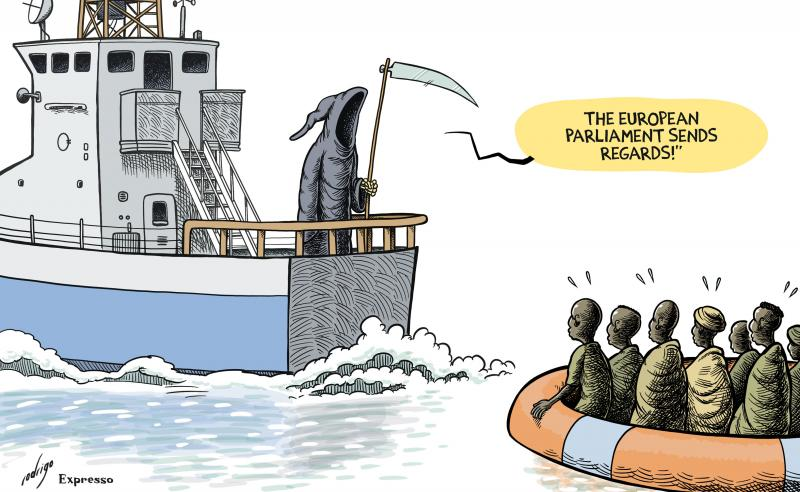 THE EUROPEAN
PARLIAMENT SENDS
REGARDS!"
rodrigo
Expresso